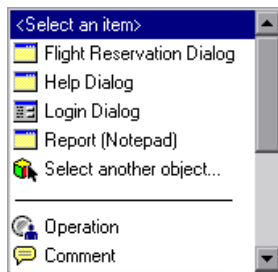 <Select an item>
Flight Reservation Dialog
Help Dialog
Login Dialog
Report (Notepad)
Select another object...
Operation
Comment